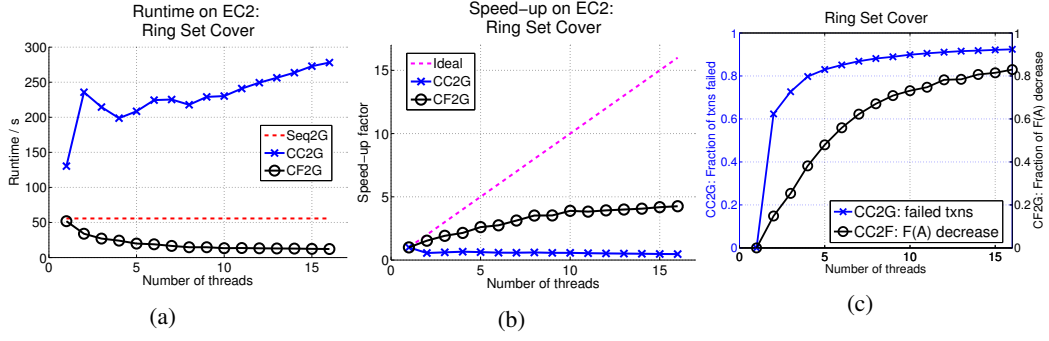 Runtime on EC2:
Ring Set Cover
300
250
200
150
100
50
0
Runtime / s
Seq2G
CC2G
CF2G
0 5 10 15
Number of threads
(a)
Speed−up on EC2:
Ring Set Cover
15
10
5
0
Speed−up factor
Ideal
CC2G
CF2G
0 5 10 15
Number of threads
(b)
Ring Set Cover
1
0.8
0.6
0.4
0.2
0
CC2G: Fraction of txns failed
1
0.8
0.6
0.4
0.2
0
CF2G: Fraction of F(A) decrease
CC2G: failed txns
CC2F: F(A) decrease
0 5 10 15
Number of threads
(c)